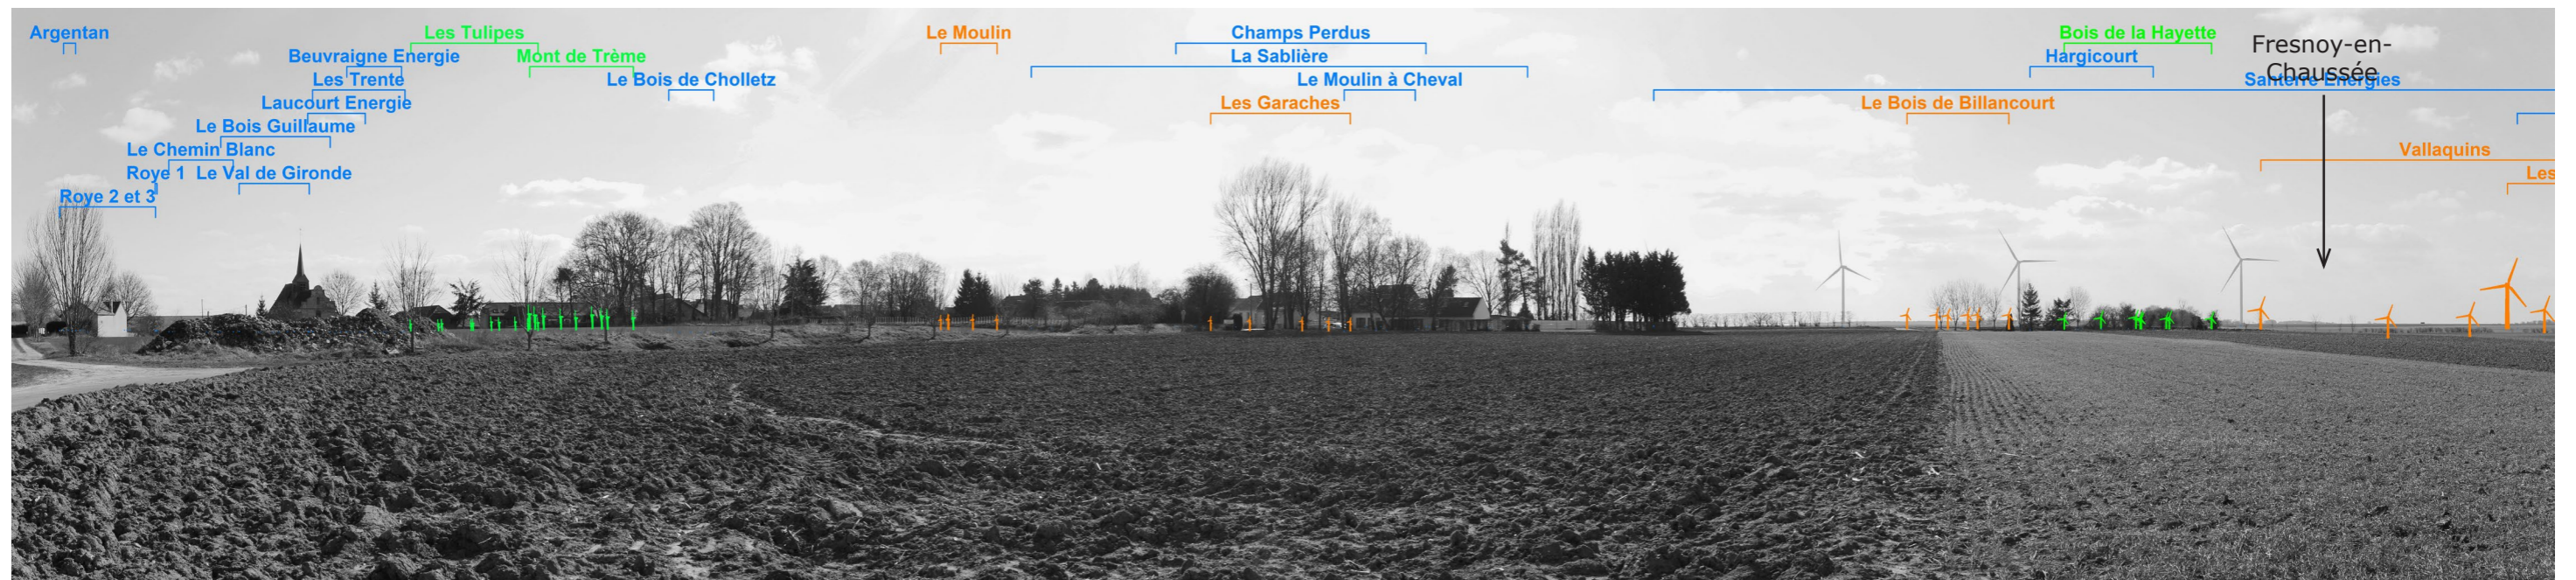 Argentan
Les Tulipes
Le Moulin
Champs Perdus
Bois de la Hayette
Fresnoy-en-
Chaussée
Beuvraigne Energie
Mont de Trème
La Sablière
Hargicourt
Les Trente
Le Bois de Cholletz
Le Moulin à Cheval
Santerre Energies
Laucourt Energie
Les Garaches
Le Bois de Billancourt
Le Bois Guillaume
Le Chemin Blanc
Vallaquins
Roye 1
Le Val de Gironde
Les
Roye 2 et 3